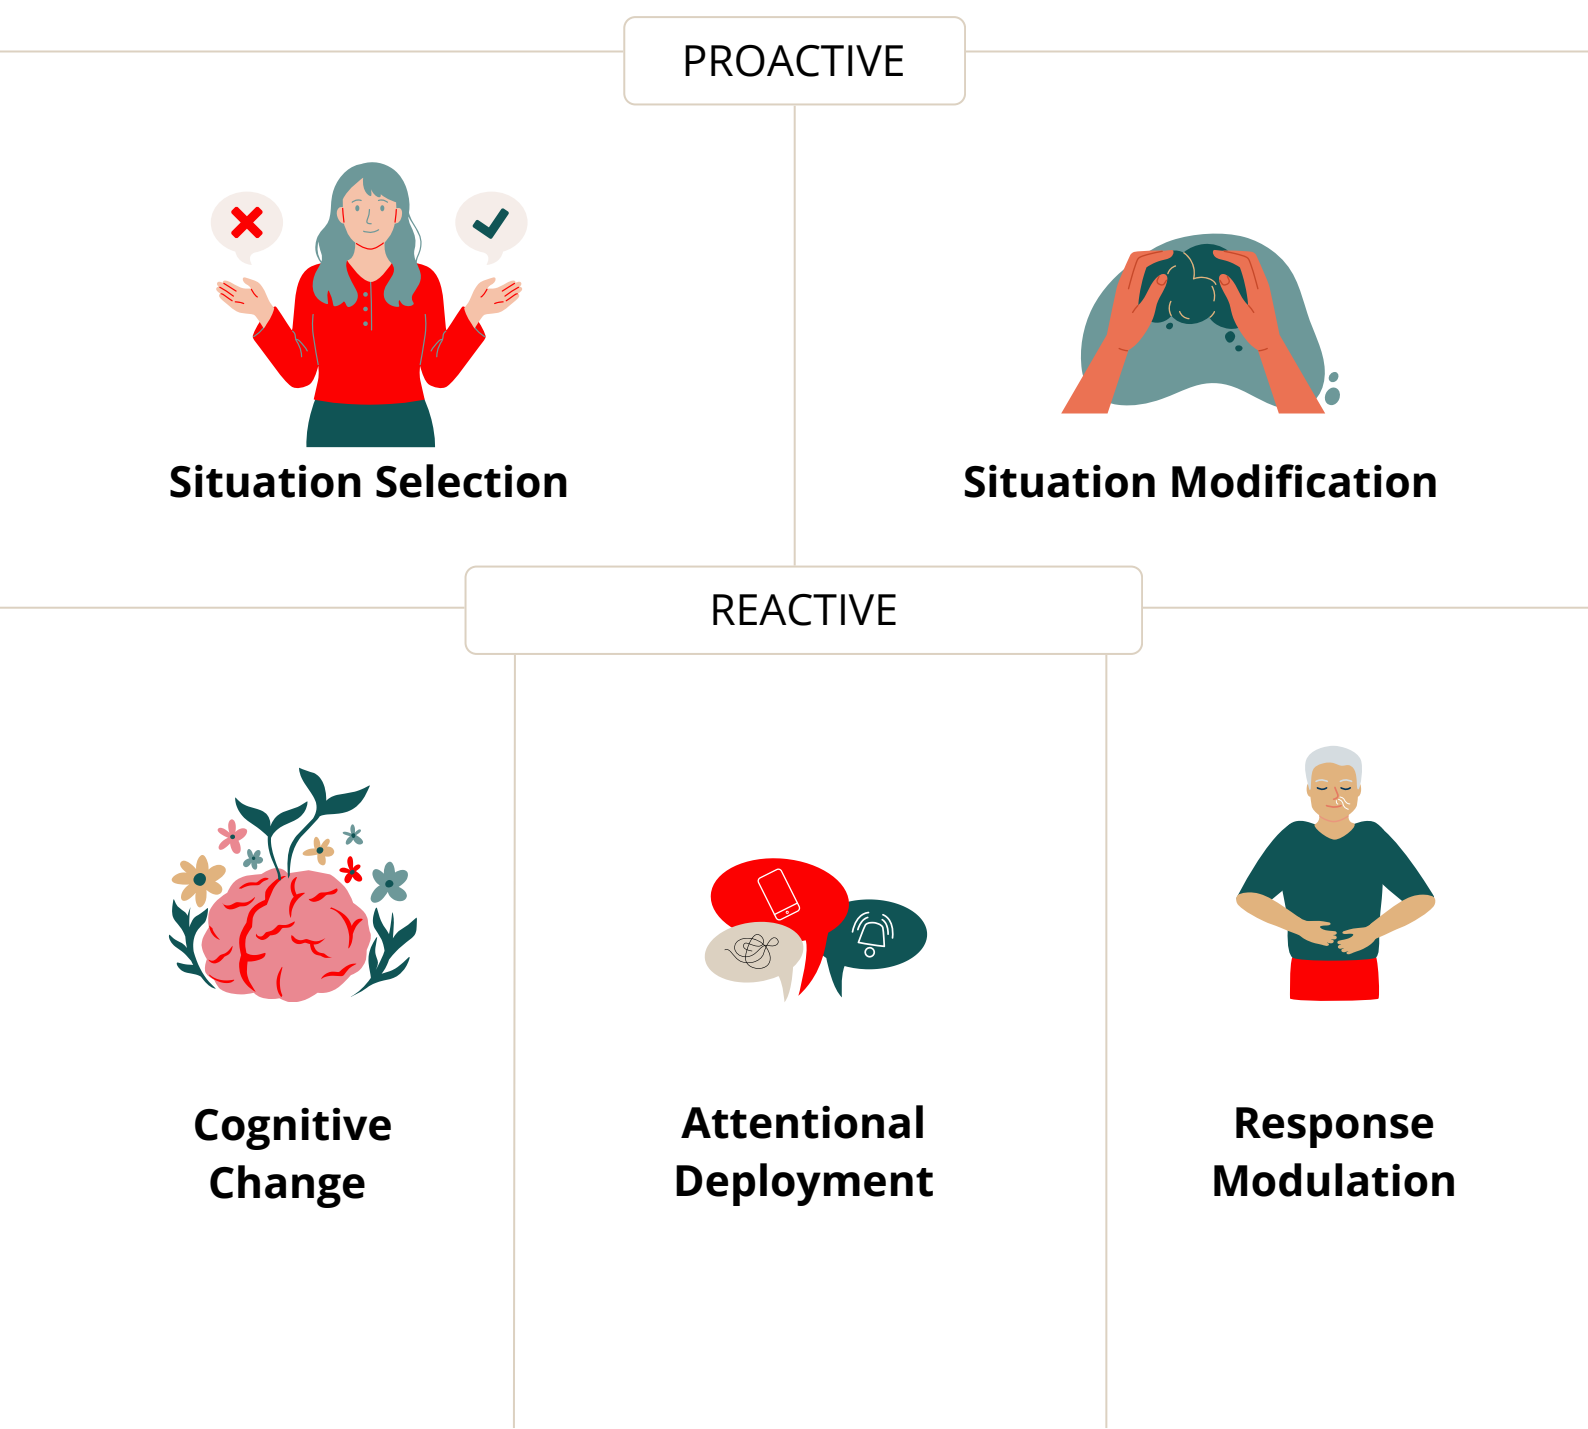 PROACTIVE
Situation Selection
Situation Modification
REACTIVE
Cognitive
Change
Attentional
Deployment
Response
Modulation